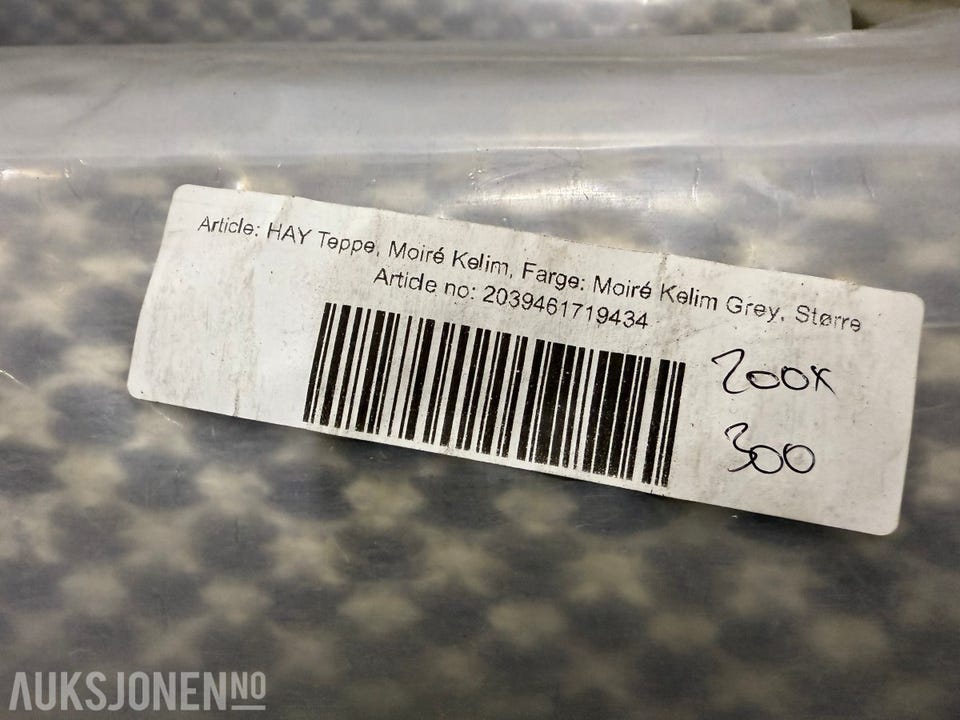 Article: HAY Teppe, Moiré Kelim, Farge: Moiré Kelim Grey, Større
Article no: 2039461719434
200x
300
AUKSJONEN.NO